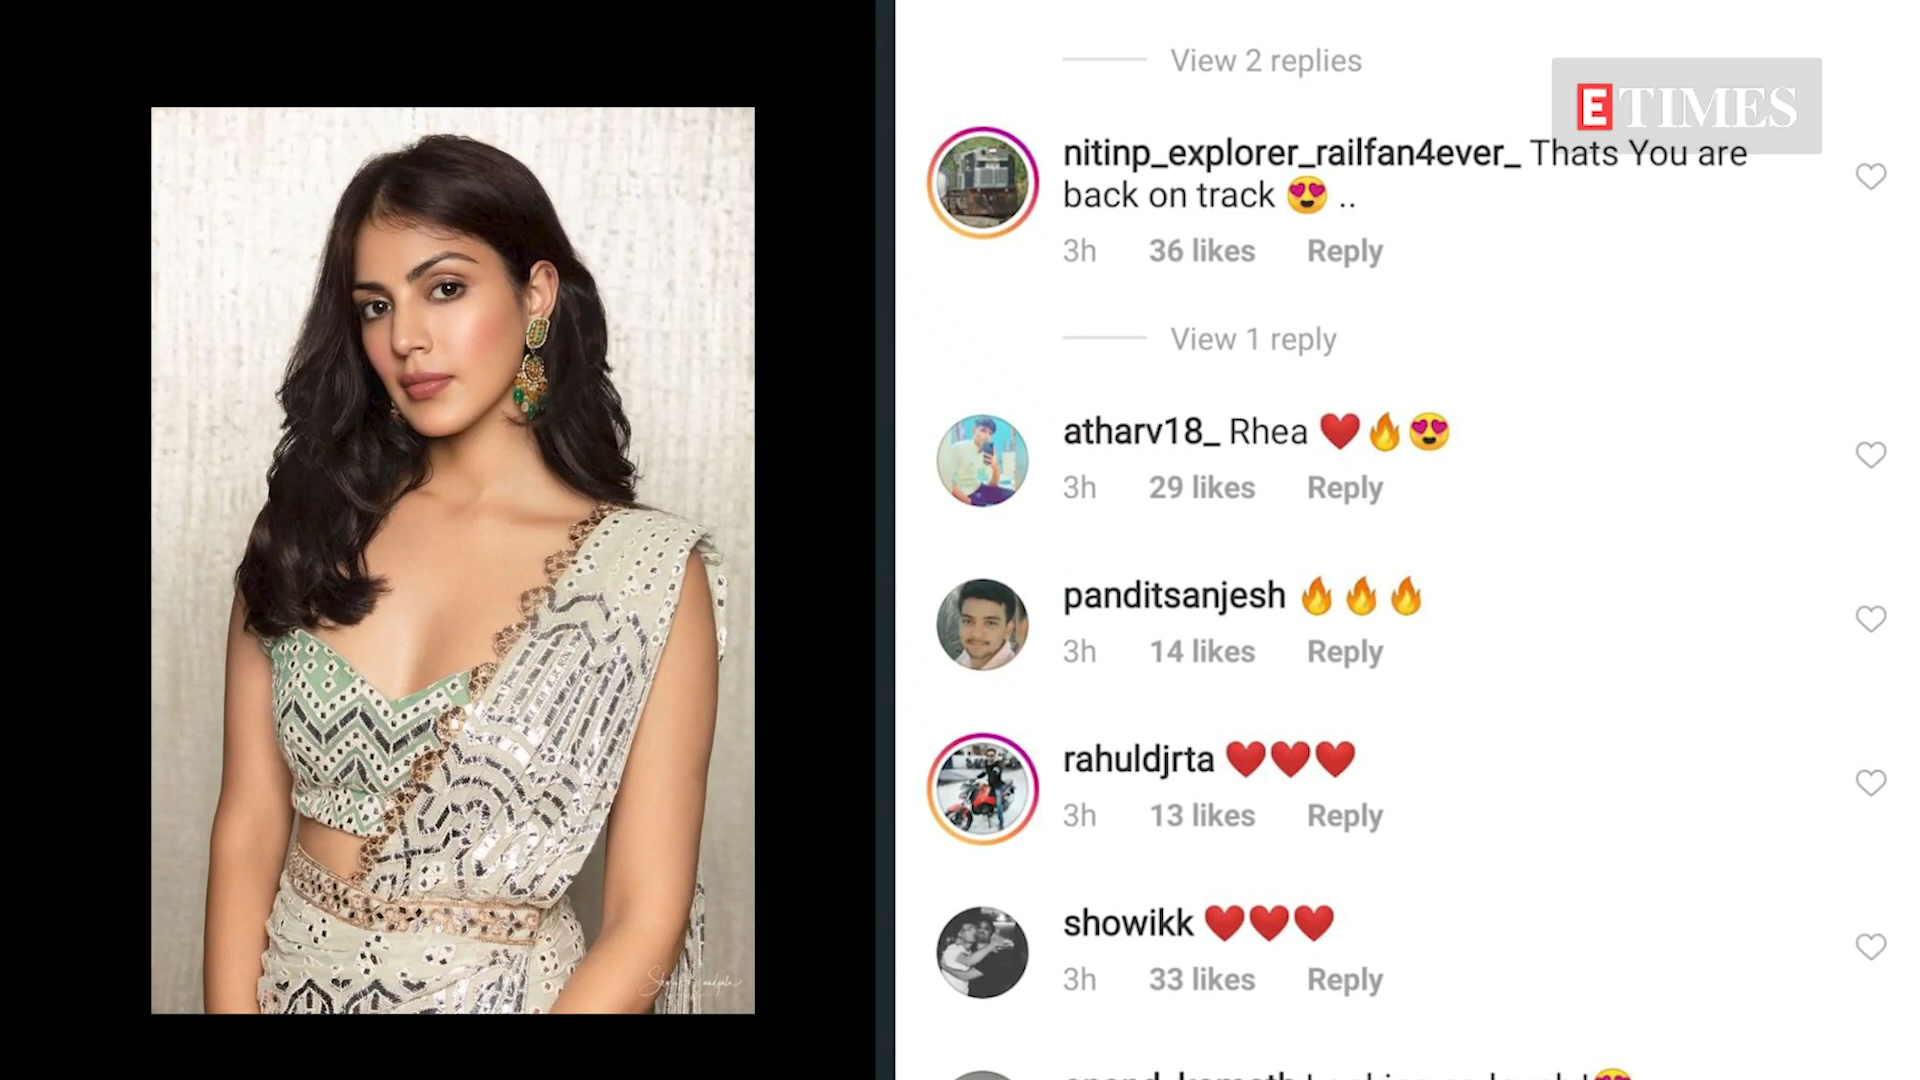 View 2 replies
ETIMES
nitinp_explorer_railfan4ever_ Thats You are
back on track 😍 ..
3h 36 likes Reply
View 1 reply
atharv18_ Rhea ❤️🔥😍
3h 29 likes Reply
panditsanjesh 🔥🔥🔥
3h 14 likes Reply
rahuldjrta ❤️❤️❤️
3h 13 likes Reply
showikk ❤️❤️❤️
3h 33 likes Reply